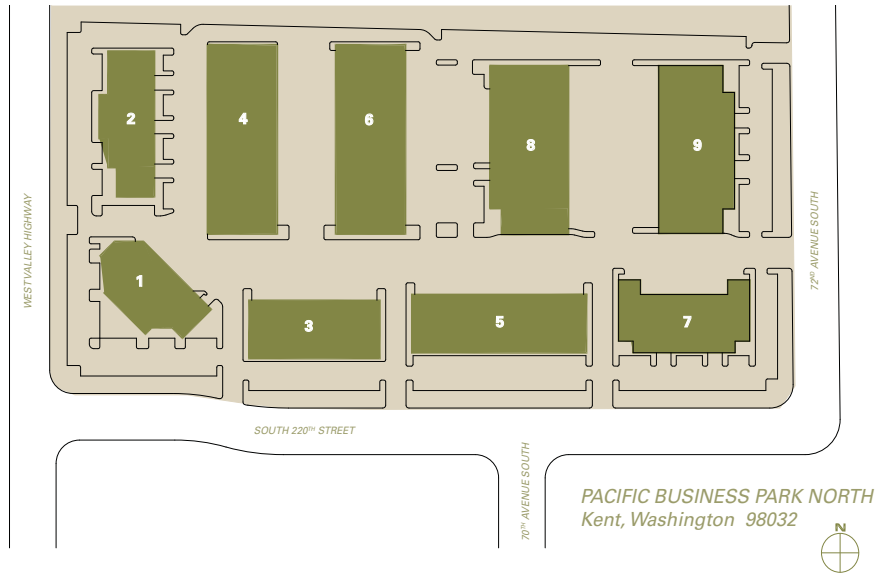 2
4
6
8
9
1
3
5
7
WEST VALLEY HIGHWAY
72ND AVENUE SOUTH
SOUTH 220TH STREET
70TH AVENUE SOUTH
PACIFIC BUSINESS PARK NORTH
Kent, Washington 98032
N